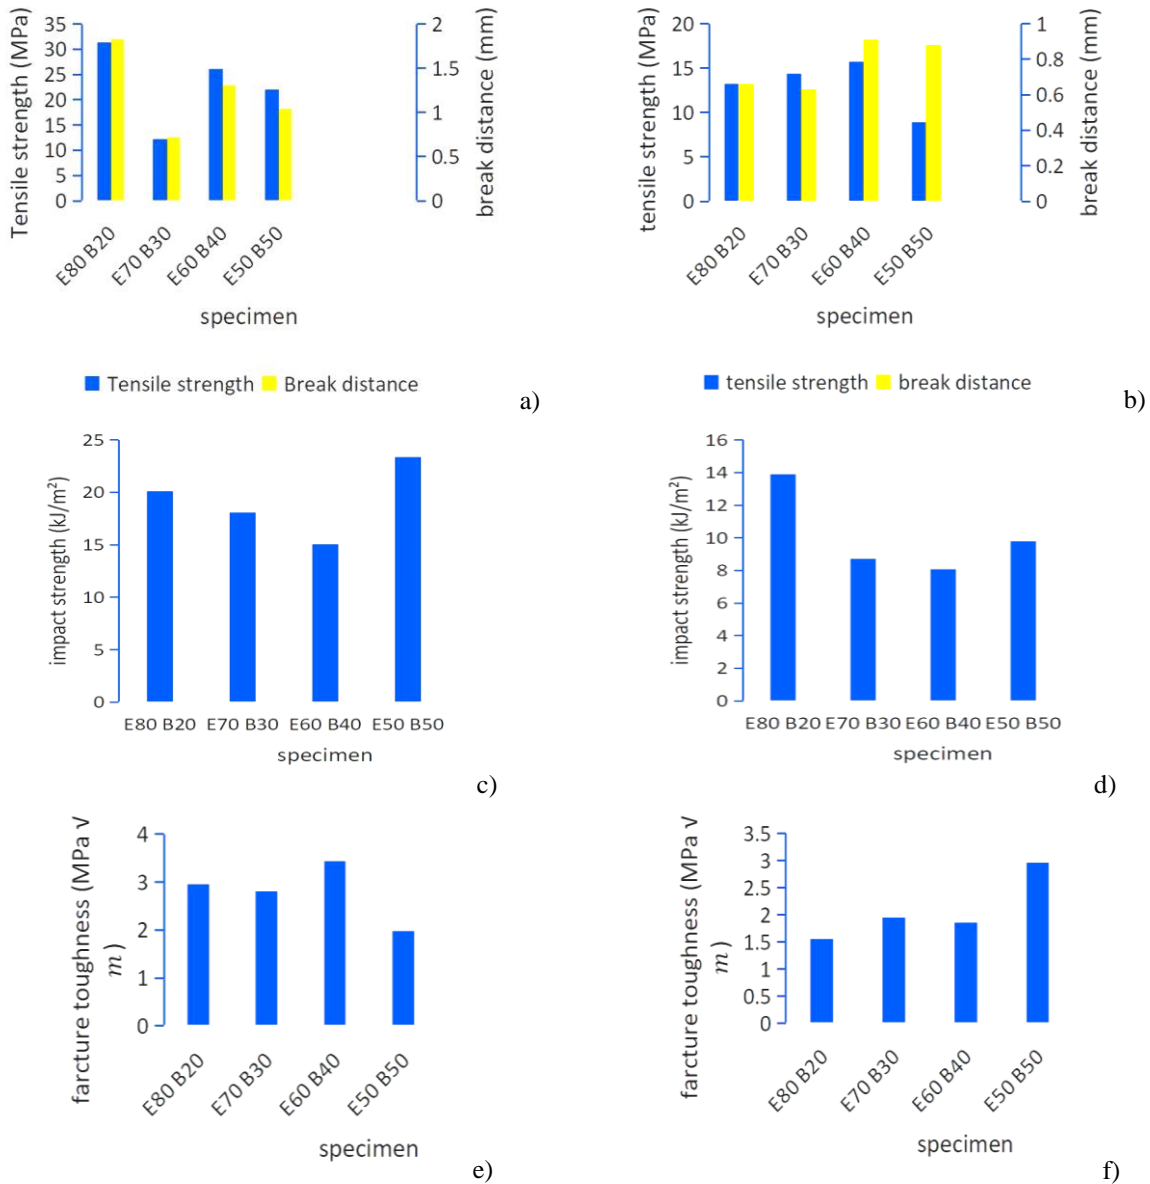 Tensile strength (MPa)
35
30
25
20
15
10
5
0
2
1.5
1
0.5
0
break distance (mm)
E80 B20
E70 B30
E60 B40
E50 B50
specimen
Tensile strength Break distance
a)
tensile strength (MPa)
20
15
10
5
0
1
0.8
0.6
0.4
0.2
0
break distance (mm)
E80 B20
E70 B30
E60 B40
E50 B50
specimen
tensile strength break distance
b)
impact strength (kJ/m²)
25
20
15
10
5
0
E80 B20 E70 B30 E60 B40 E50 B50
specimen
c)
impact strength (kJ/m²)
16
14
12
10
8
6
4
2
0
E80 B20 E70 B30 E60 B40 E50 B50
specimen
d)
farcture toughness (MPa √
m)
4
3
2
1
0
E80 B20
E70 B30
E60 B40
E50 B50
specimen
e)
farcture toughness (MPa √
m)
3.5
3
2.5
2
1.5
1
0.5
0
E80 B20
E70 B30
E60 B40
E50 B50
specimen
f)